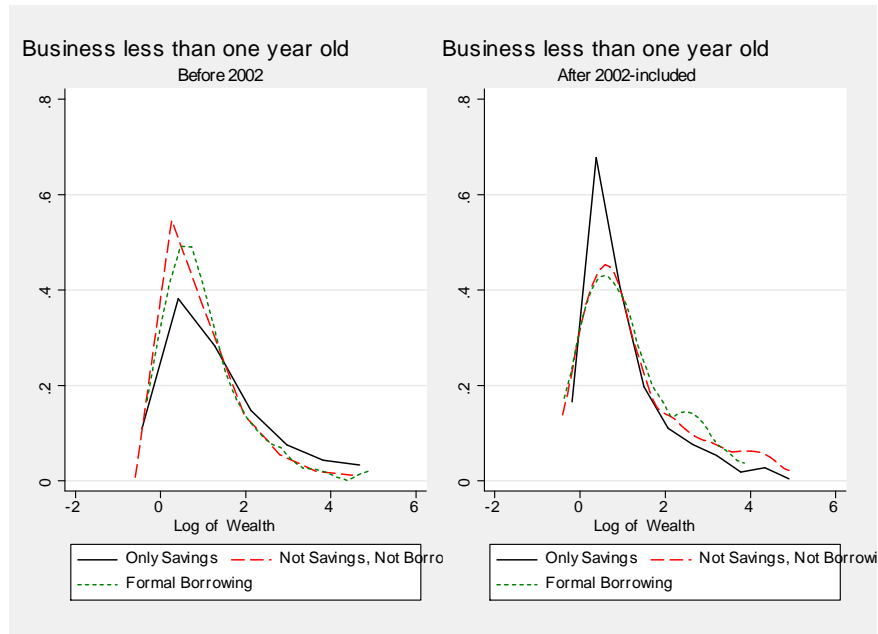 Business less than one year old
Before 2002
.8
.6
.4
.2
0
-2 0 2 4 6
Log of Wealth
Only Savings Not Savings, Not Borro
Formal Borrowing
Business less than one year old
After 2002-included
.8
.6
.4
.2
0
-2 0 2 4 6
Log of Wealth
Only Savings Not Savings, Not Borrowi
Formal Borrowing